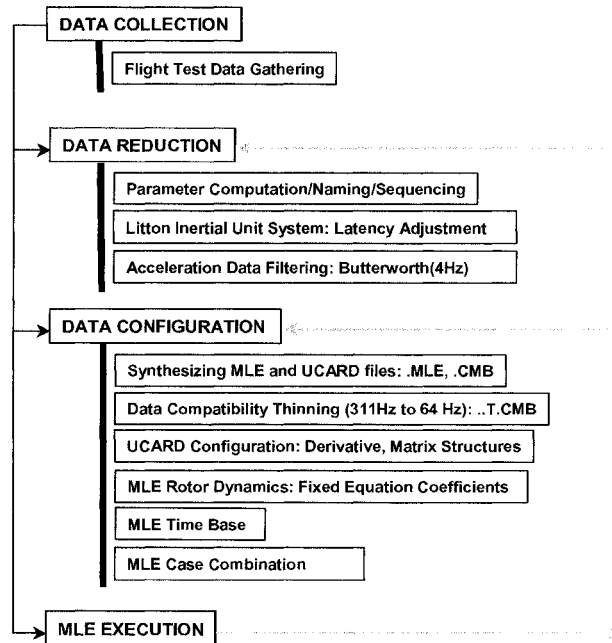 DATA COLLECTION
Flight Test Data Gathering
DATA REDUCTION
Parameter Computation/Naming/Sequencing
Litton Inertial Unit System: Latency Adjustment
Acceleration Data Filtering: Butterworth(4Hz)
DATA CONFIGURATION
Synthesizing MLE and UCARD files: .MLE, .CMB
Data Compatibility Thinning (311Hz to 64 Hz): ..T.CMB
UCARD Configuration: Derivative, Matrix Structures
MLE Rotor Dynamics: Fixed Equation Coefficients
MLE Time Base
MLE Case Combination
MLE EXECUTION